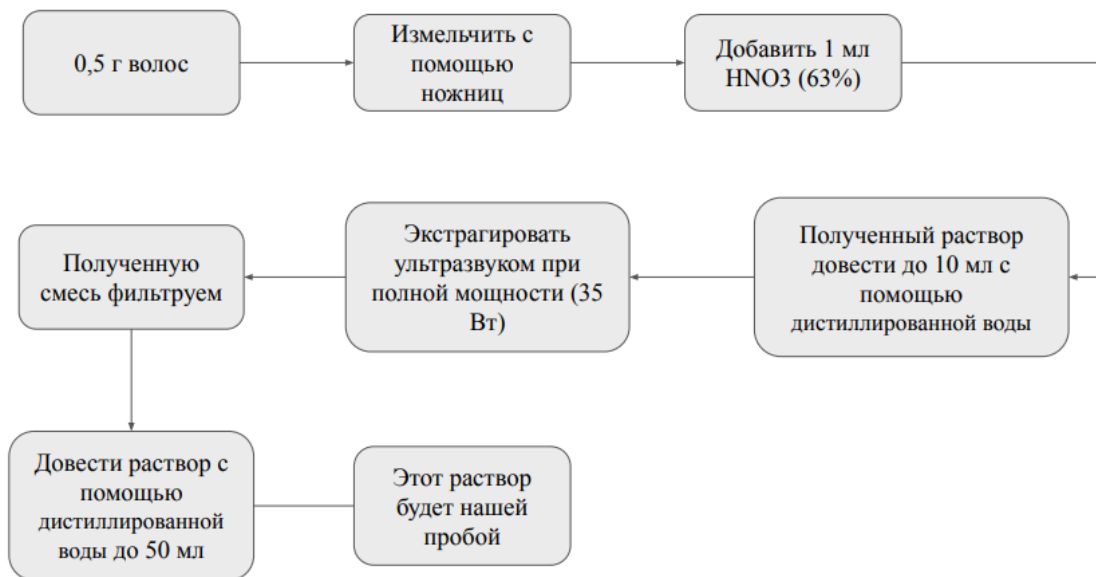 0,5 г волос
Измельчить с
помощью
ножниц
Добавить 1 мл
HNO3 (63%)
Полученный раствор
довести до 10 мл с
помощью
дистиллированной воды
Экстрагировать
ультразвуком при
полной мощности (35
Вт)
Полученную
смесь фильтруем
Довести раствор с
помощью
дистиллированной
воды до 50 мл
Этот раствор
будет нашей
пробой